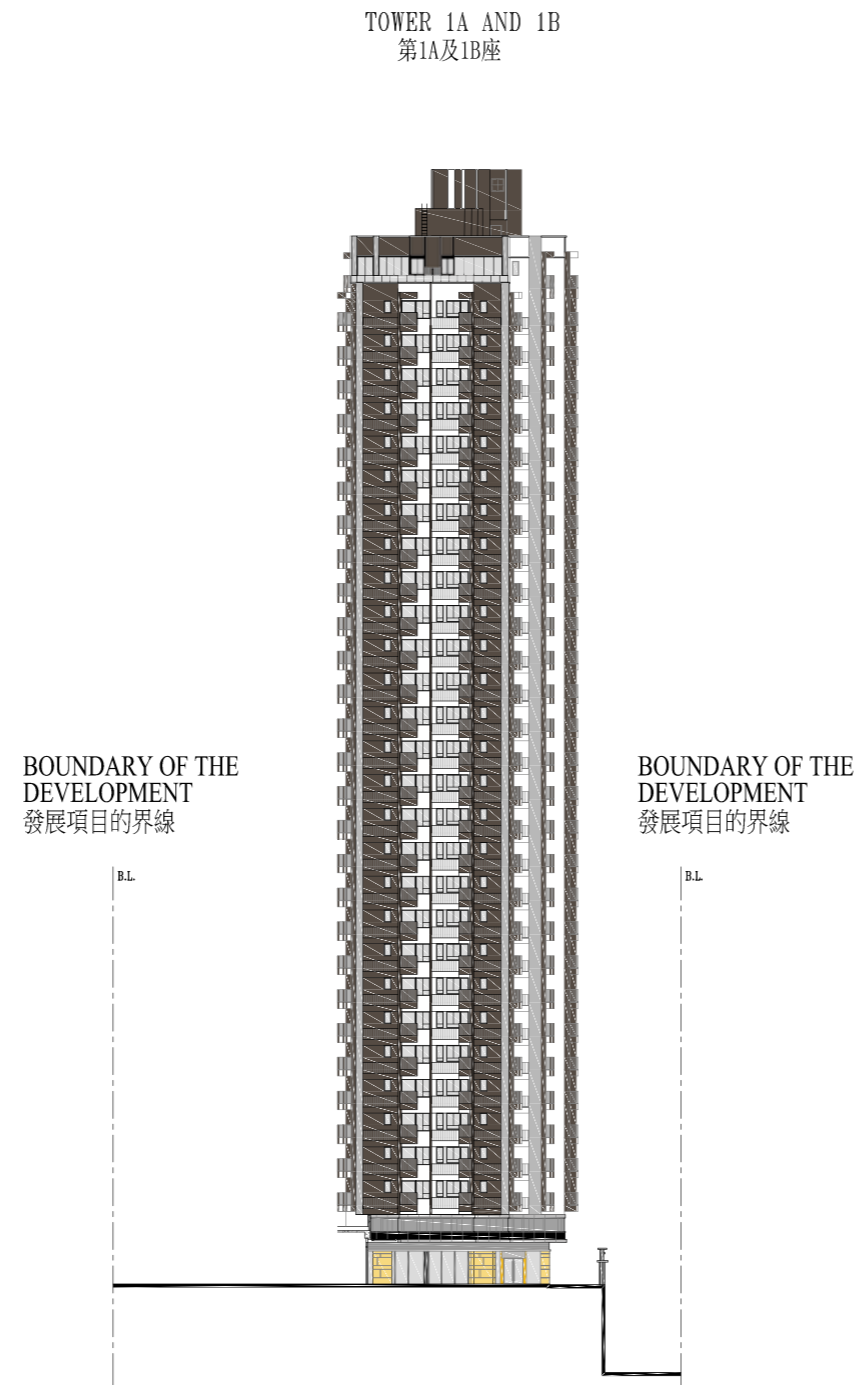 TOWER 1A AND 1B
第1A及1B座
BOUNDARY OF THE
DEVELOPMENT
發展項目的界線
B.L.
BOUNDARY OF THE
DEVELOPMENT
發展項目的界線
B.L.